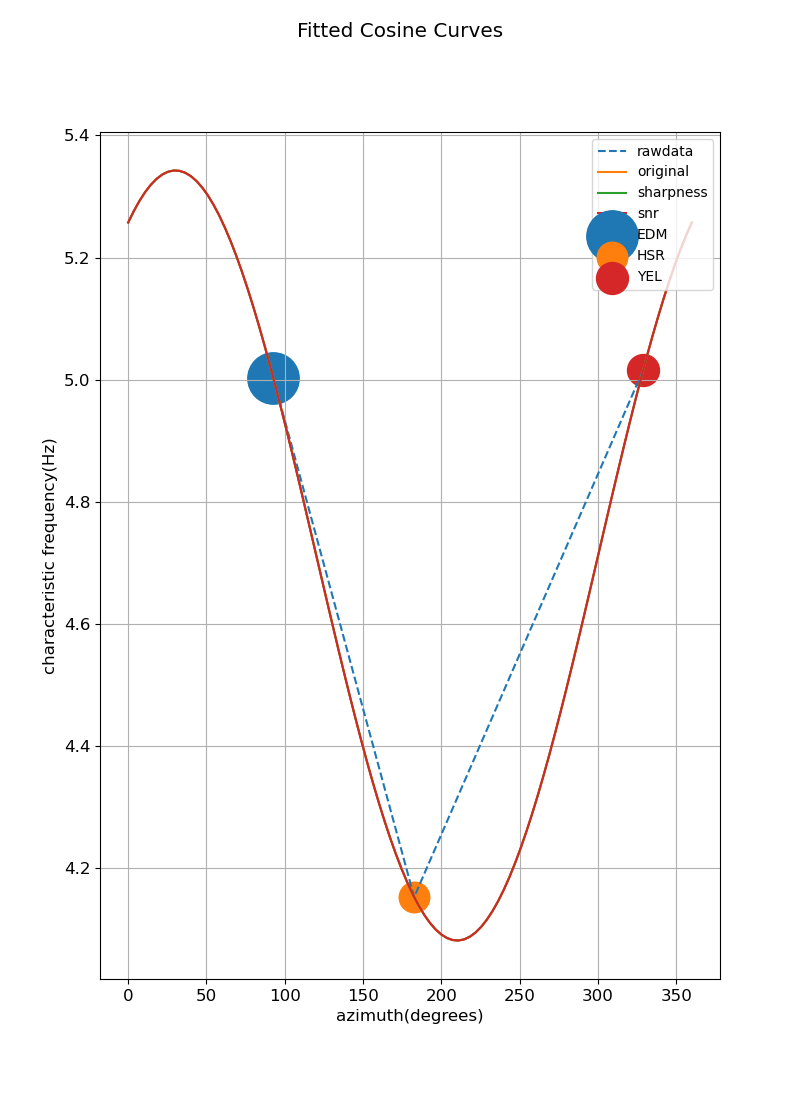 Fitted Cosine Curves
rawdata
original
sharpness
snr
EDM
HSR
YEL
5.4
5.2
5.0
4.8
4.6
4.4
4.2
characteristic frequency(Hz)
0 50 100 150 200 250 300 350
azimuth(degrees)